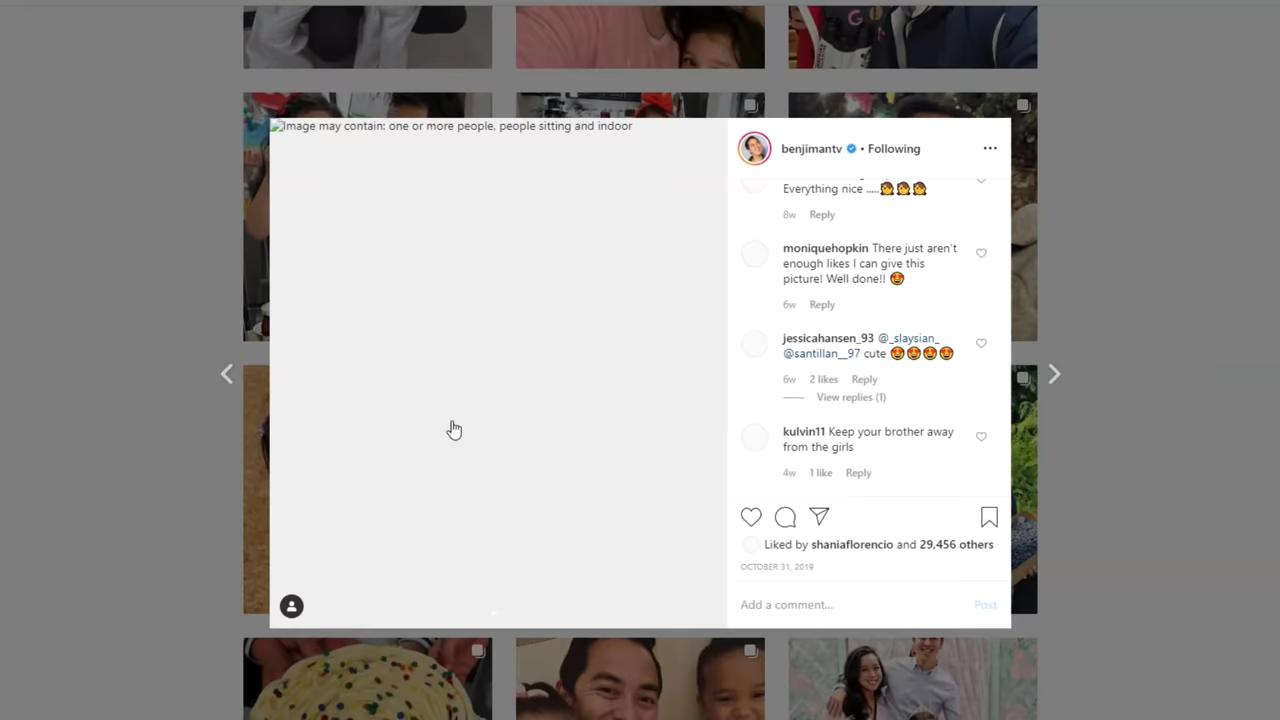 Image may contain: one or more people, people sitting and indoor
benjimantv • Following
Everything nice .....
8w Reply
moniquehopkin There just aren't
enough likes I can give this
picture! Well done!!
6w Reply
jessicahansen_93 @_slaysian_
@santillan__97 cute
6w 2 likes Reply
View replies (1)
kulvin11 Keep your brother away
from the girls
4w 1 like Reply
Liked by shaniaflorencio and 29,456 others
OCTOBER 31, 2019
Add a comment...
Post